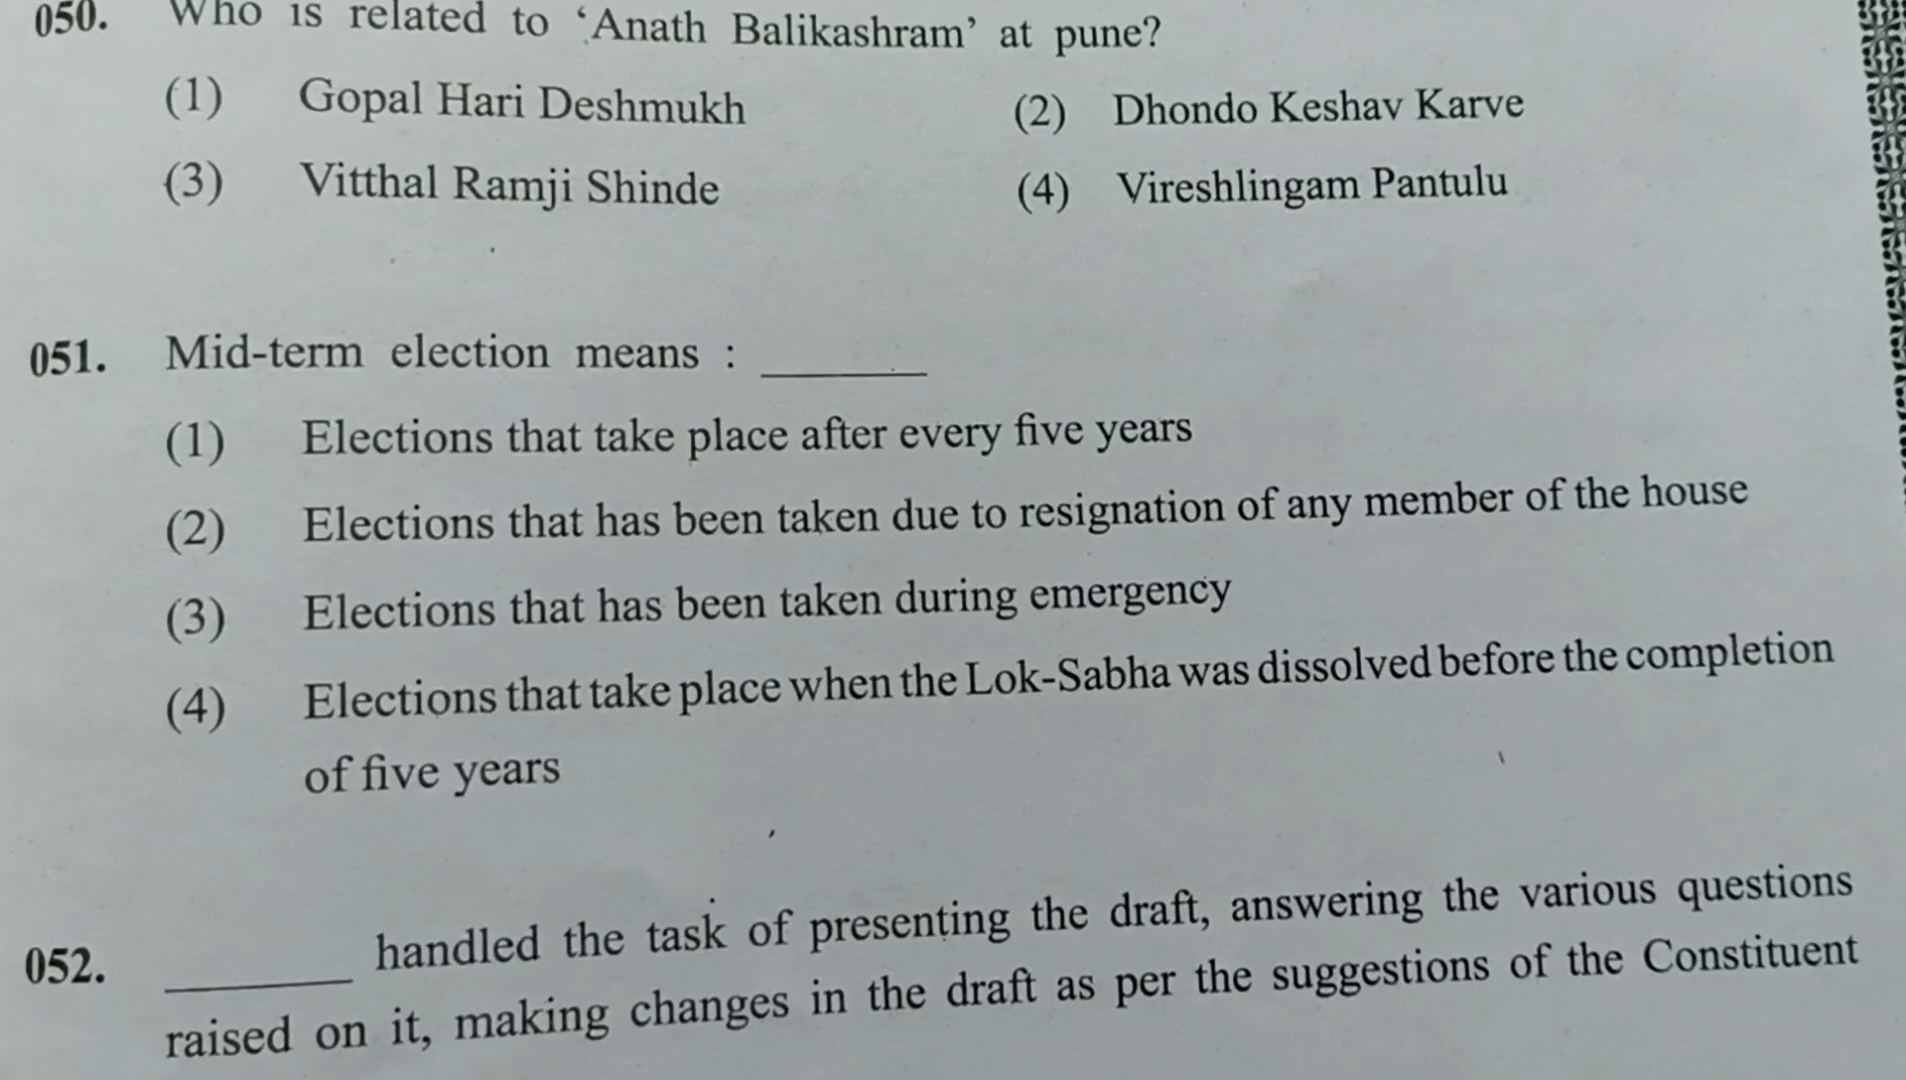 050. Who is related to ‘Anath Balikashram’ at pune?
(1) Gopal Hari Deshmukh (2) Dhondo Keshav Karve
(3) Vitthal Ramji Shinde (4) Vireshlingam Pantulu
051. Mid-term election means : ________
(1) Elections that take place after every five years
(2) Elections that has been taken due to resignation of any member of the house
(3) Elections that has been taken during emergency
(4) Elections that take place when the Lok-Sabha was dissolved before the completion
of five years
052. ________ handled the task of presenting the draft, answering the various questions
raised on it, making changes in the draft as per the suggestions of the Constituent